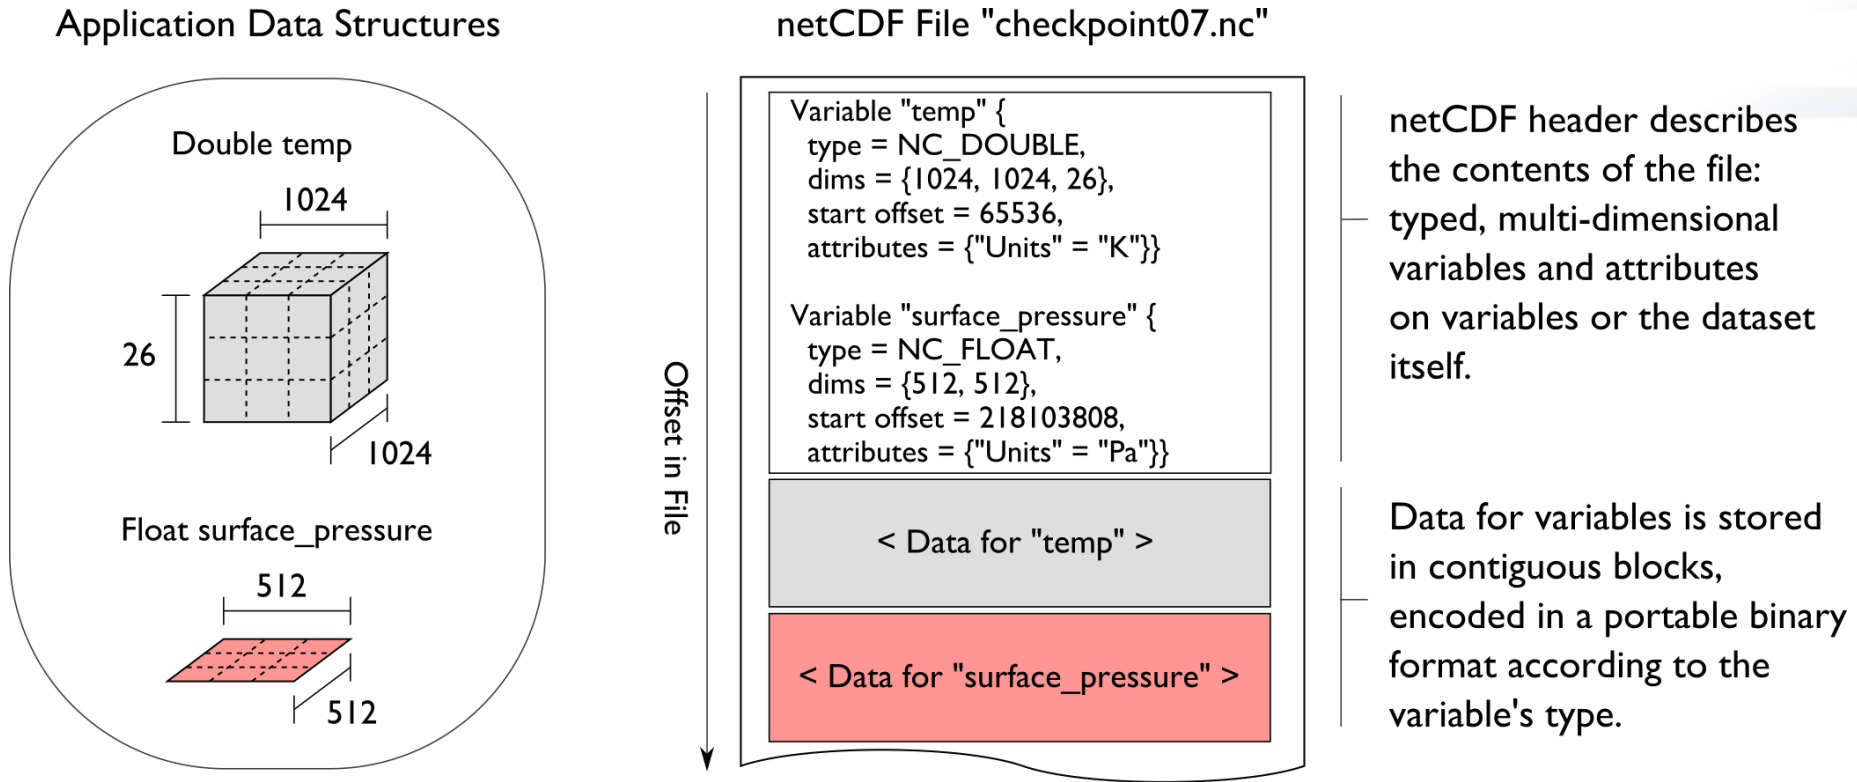 Application Data Structures
Double temp
1024
26
1024
Float surface_pressure
512
512
netCDF File "checkpoint07.nc"
Offset in File
Variable "temp" {
type = NC_DOUBLE,
dims = {1024, 1024, 26},
start offset = 65536,
attributes = {"Units" = "K"}}
Variable "surface_pressure" {
type = NC_FLOAT,
dims = {512, 512},
start offset = 218103808,
attributes = {"Units" = "Pa"}}
< Data for "temp" >
< Data for "surface_pressure" >
netCDF header describes
the contents of the file:
typed, multi-dimensional
variables and attributes
on variables or the dataset
itself.
Data for variables is stored
in contiguous blocks,
encoded in a portable binary
format according to the
variable's type.